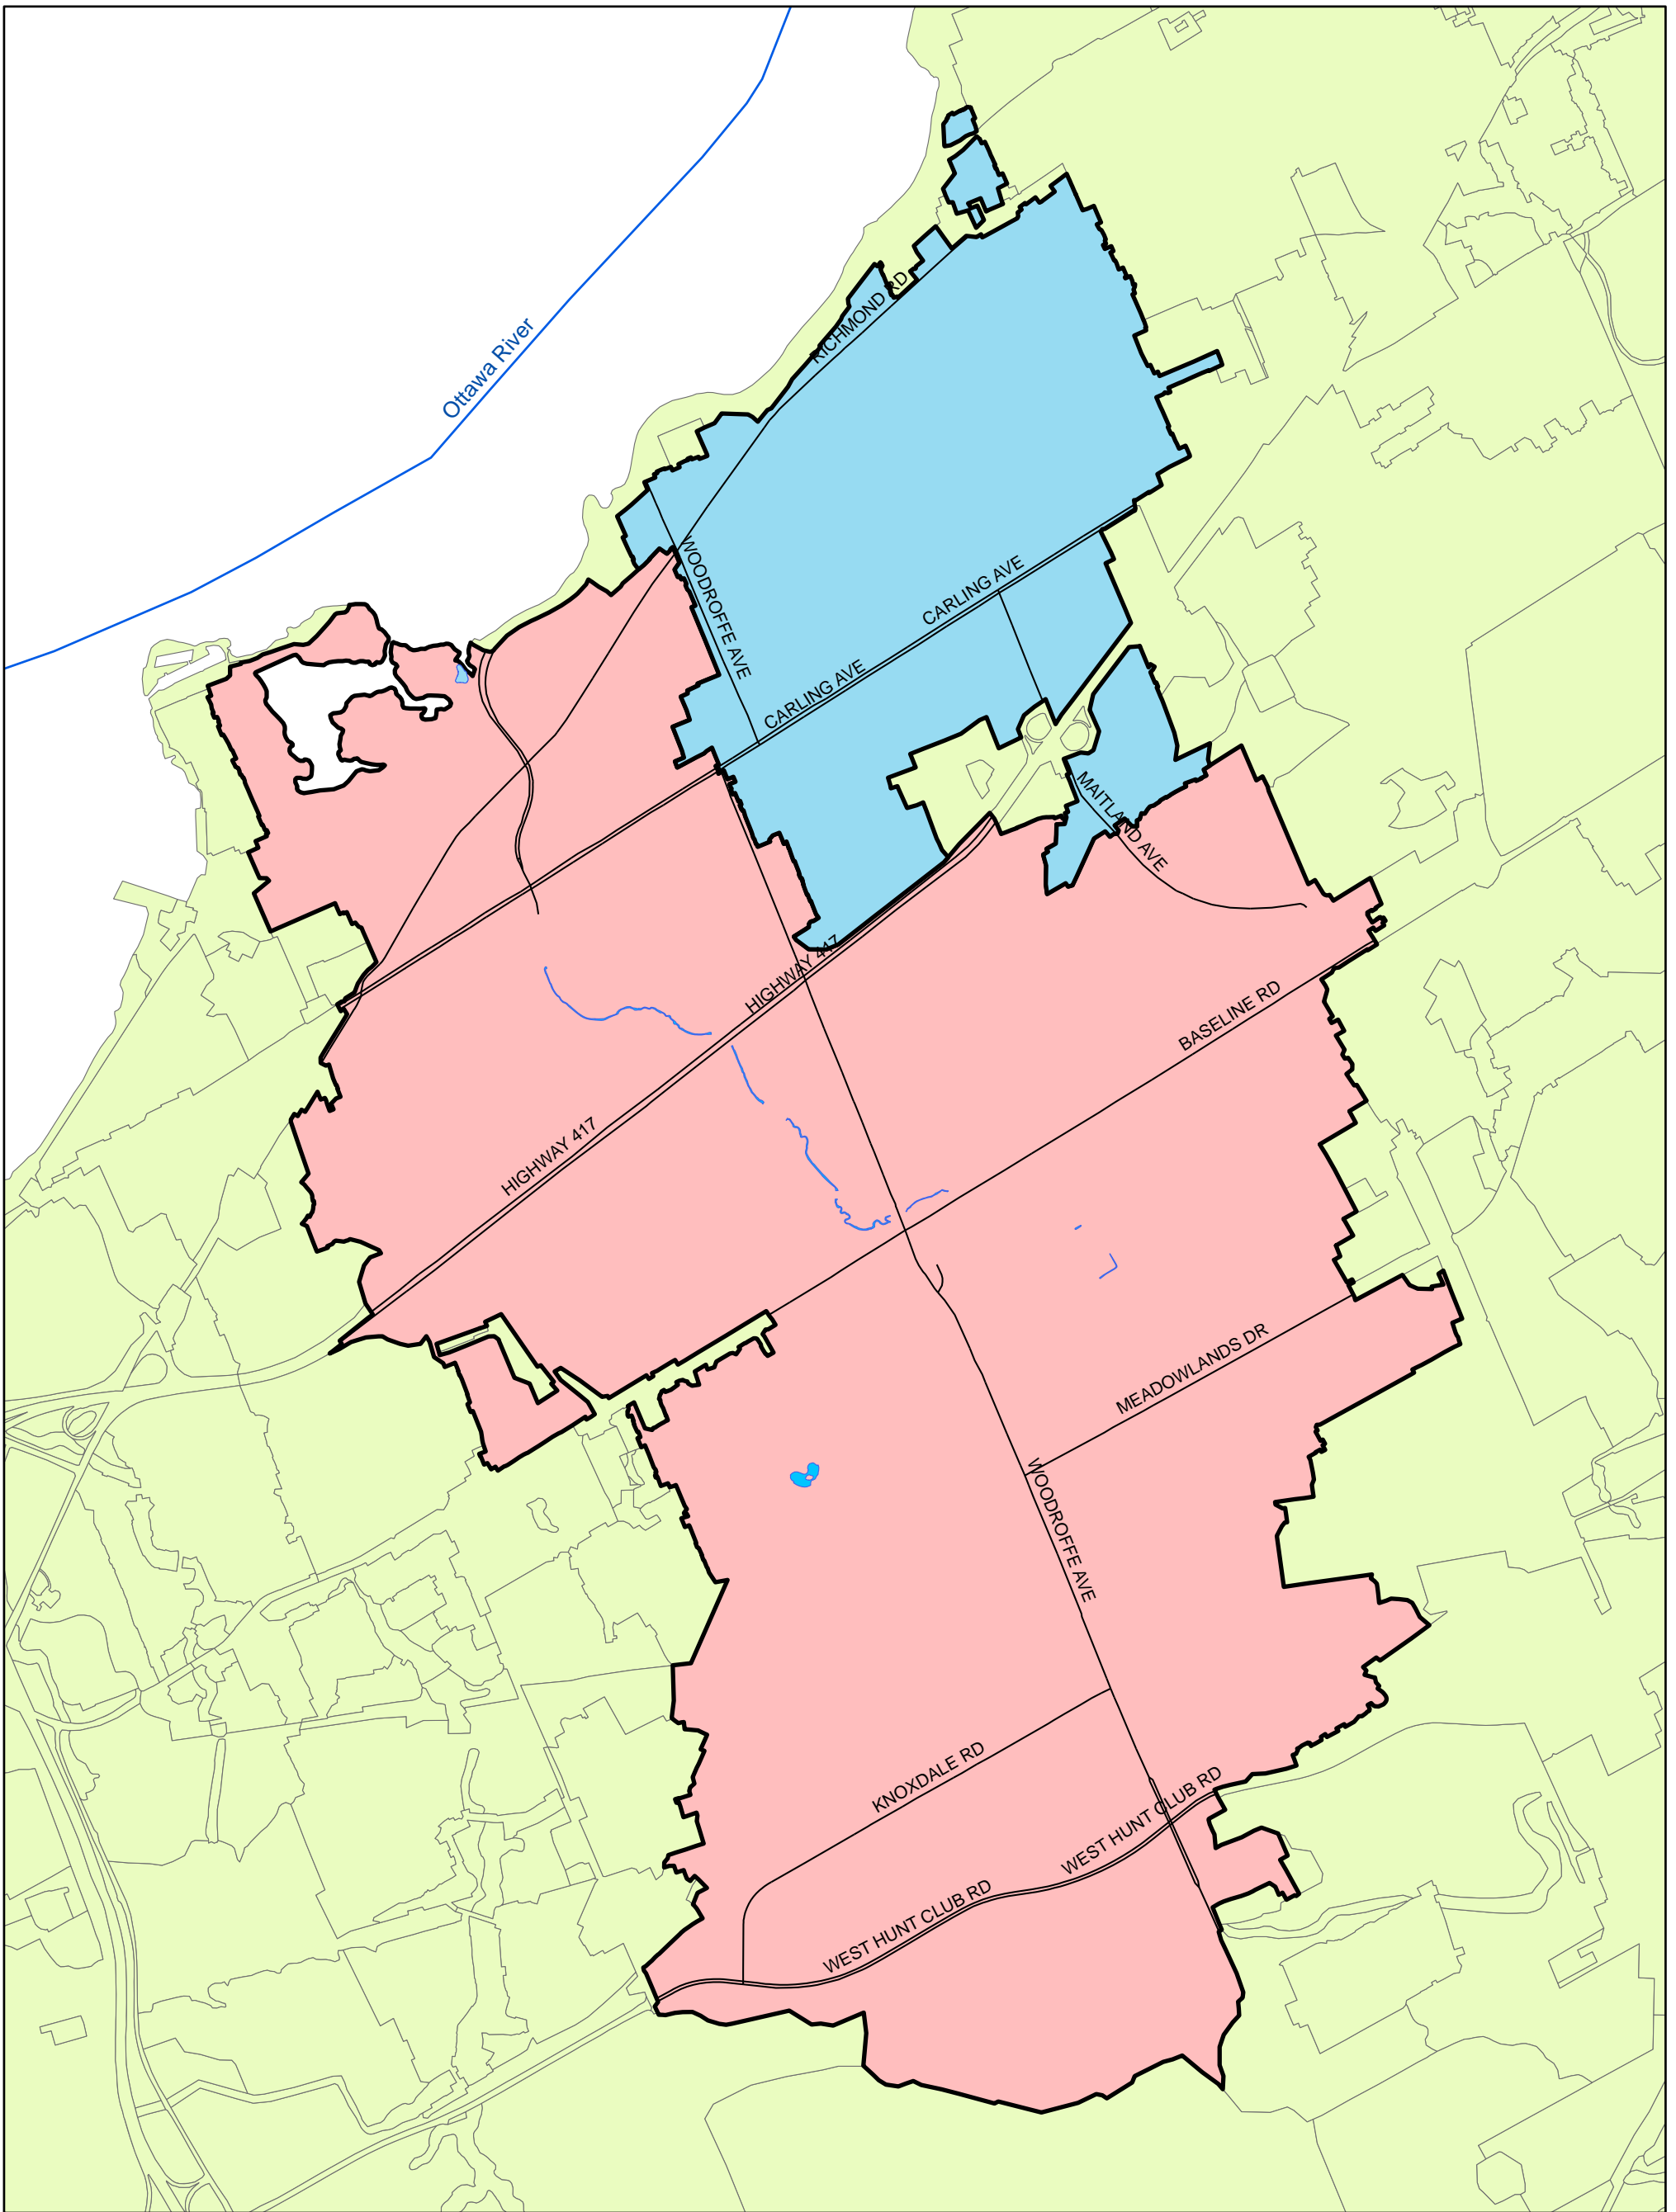 Ottawa River
RICHMOND RD
WOODROFFE AVE
CARLING AVE
CARLING AVE
MAITLAND AVE
HIGHWAY 417
BASELINE RD
HIGHWAY 417
MEADOWLANDS DR
WOODROFFE AVE
KNOXDALE RD
WEST HUNT CLUB RD
WEST HUNT CLUB RD